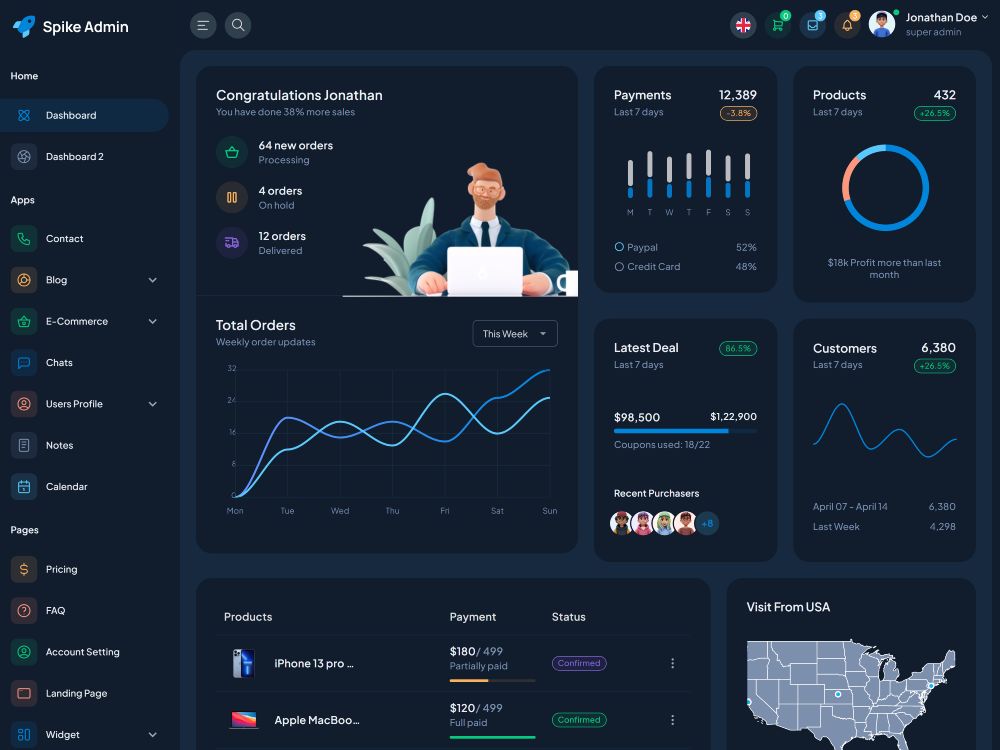 Spike Admin
0
3
5
Jonathan Doe
super admin
Home
Dashboard
Dashboard 2
Apps
Contact
Blog
E-Commerce
Chats
Users Profile
Notes
Calendar
Pages
Pricing
FAQ
Account Setting
Landing Page
Widget
Congratulations Jonathan
You have done 38% more sales
64 new orders
Processing
4 orders
On hold
12 orders
Delivered
Total Orders
Weekly order updates
This Week
32
24
16
8
0
Mon Tue Wed Thu Fri Sat Sun
Payments 12,389
Last 7 days -3.8%
M T W T F S S
Paypal 52%
Credit Card 48%
Products 432
Last 7 days +26.5%
$18k Profit more than last
month
Latest Deal 86.5%
Last 7 days
$98,500 $1,22,900
Coupons used: 18/22
Recent Purchasers
+8
Customers 6,380
Last 7 days +26.5%
April 07 - April 14 6,380
Last Week 4,298
Products Payment Status
iPhone 13 pro ...
$180/ 499
Partially paid
Confirmed
Apple MacBoo...
$120/ 499
Full paid
Confirmed
Visit From USA